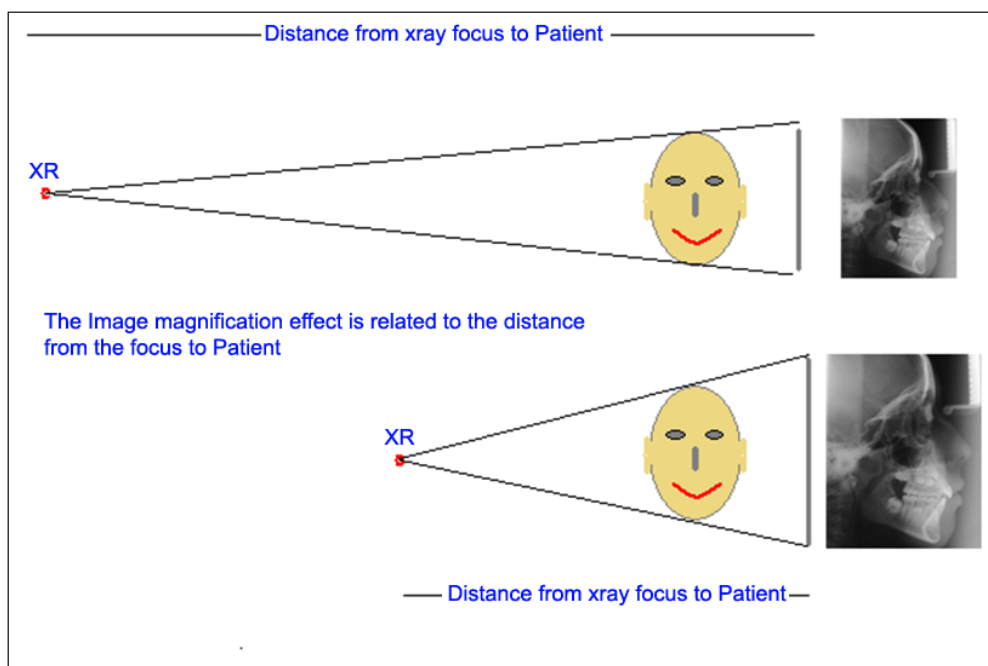 Distance from xray focus to Patient
XR
The Image magnification effect is related to the distance
from the focus to Patient
XR
Distance from xray focus to Patient